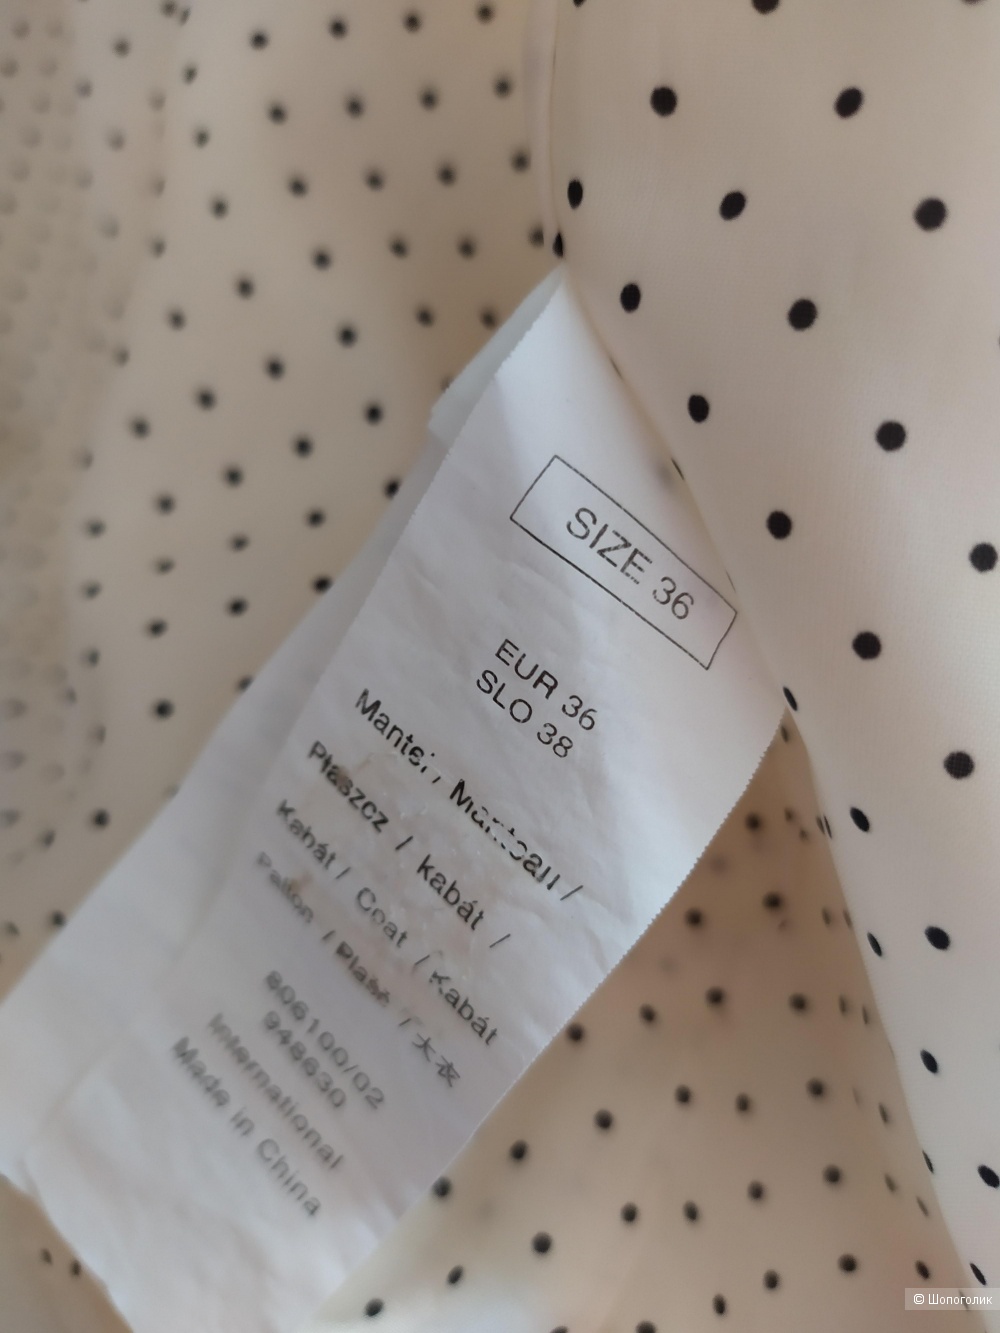 SIZE 36
EUR 36
SLO 38
Mantel / Manteau /
Płaszcz / kabát /
Kabát / Coat / Kabát
Palton / Plašč / 大衣
806100/02
948630
International
Made in China
© Шопоголик